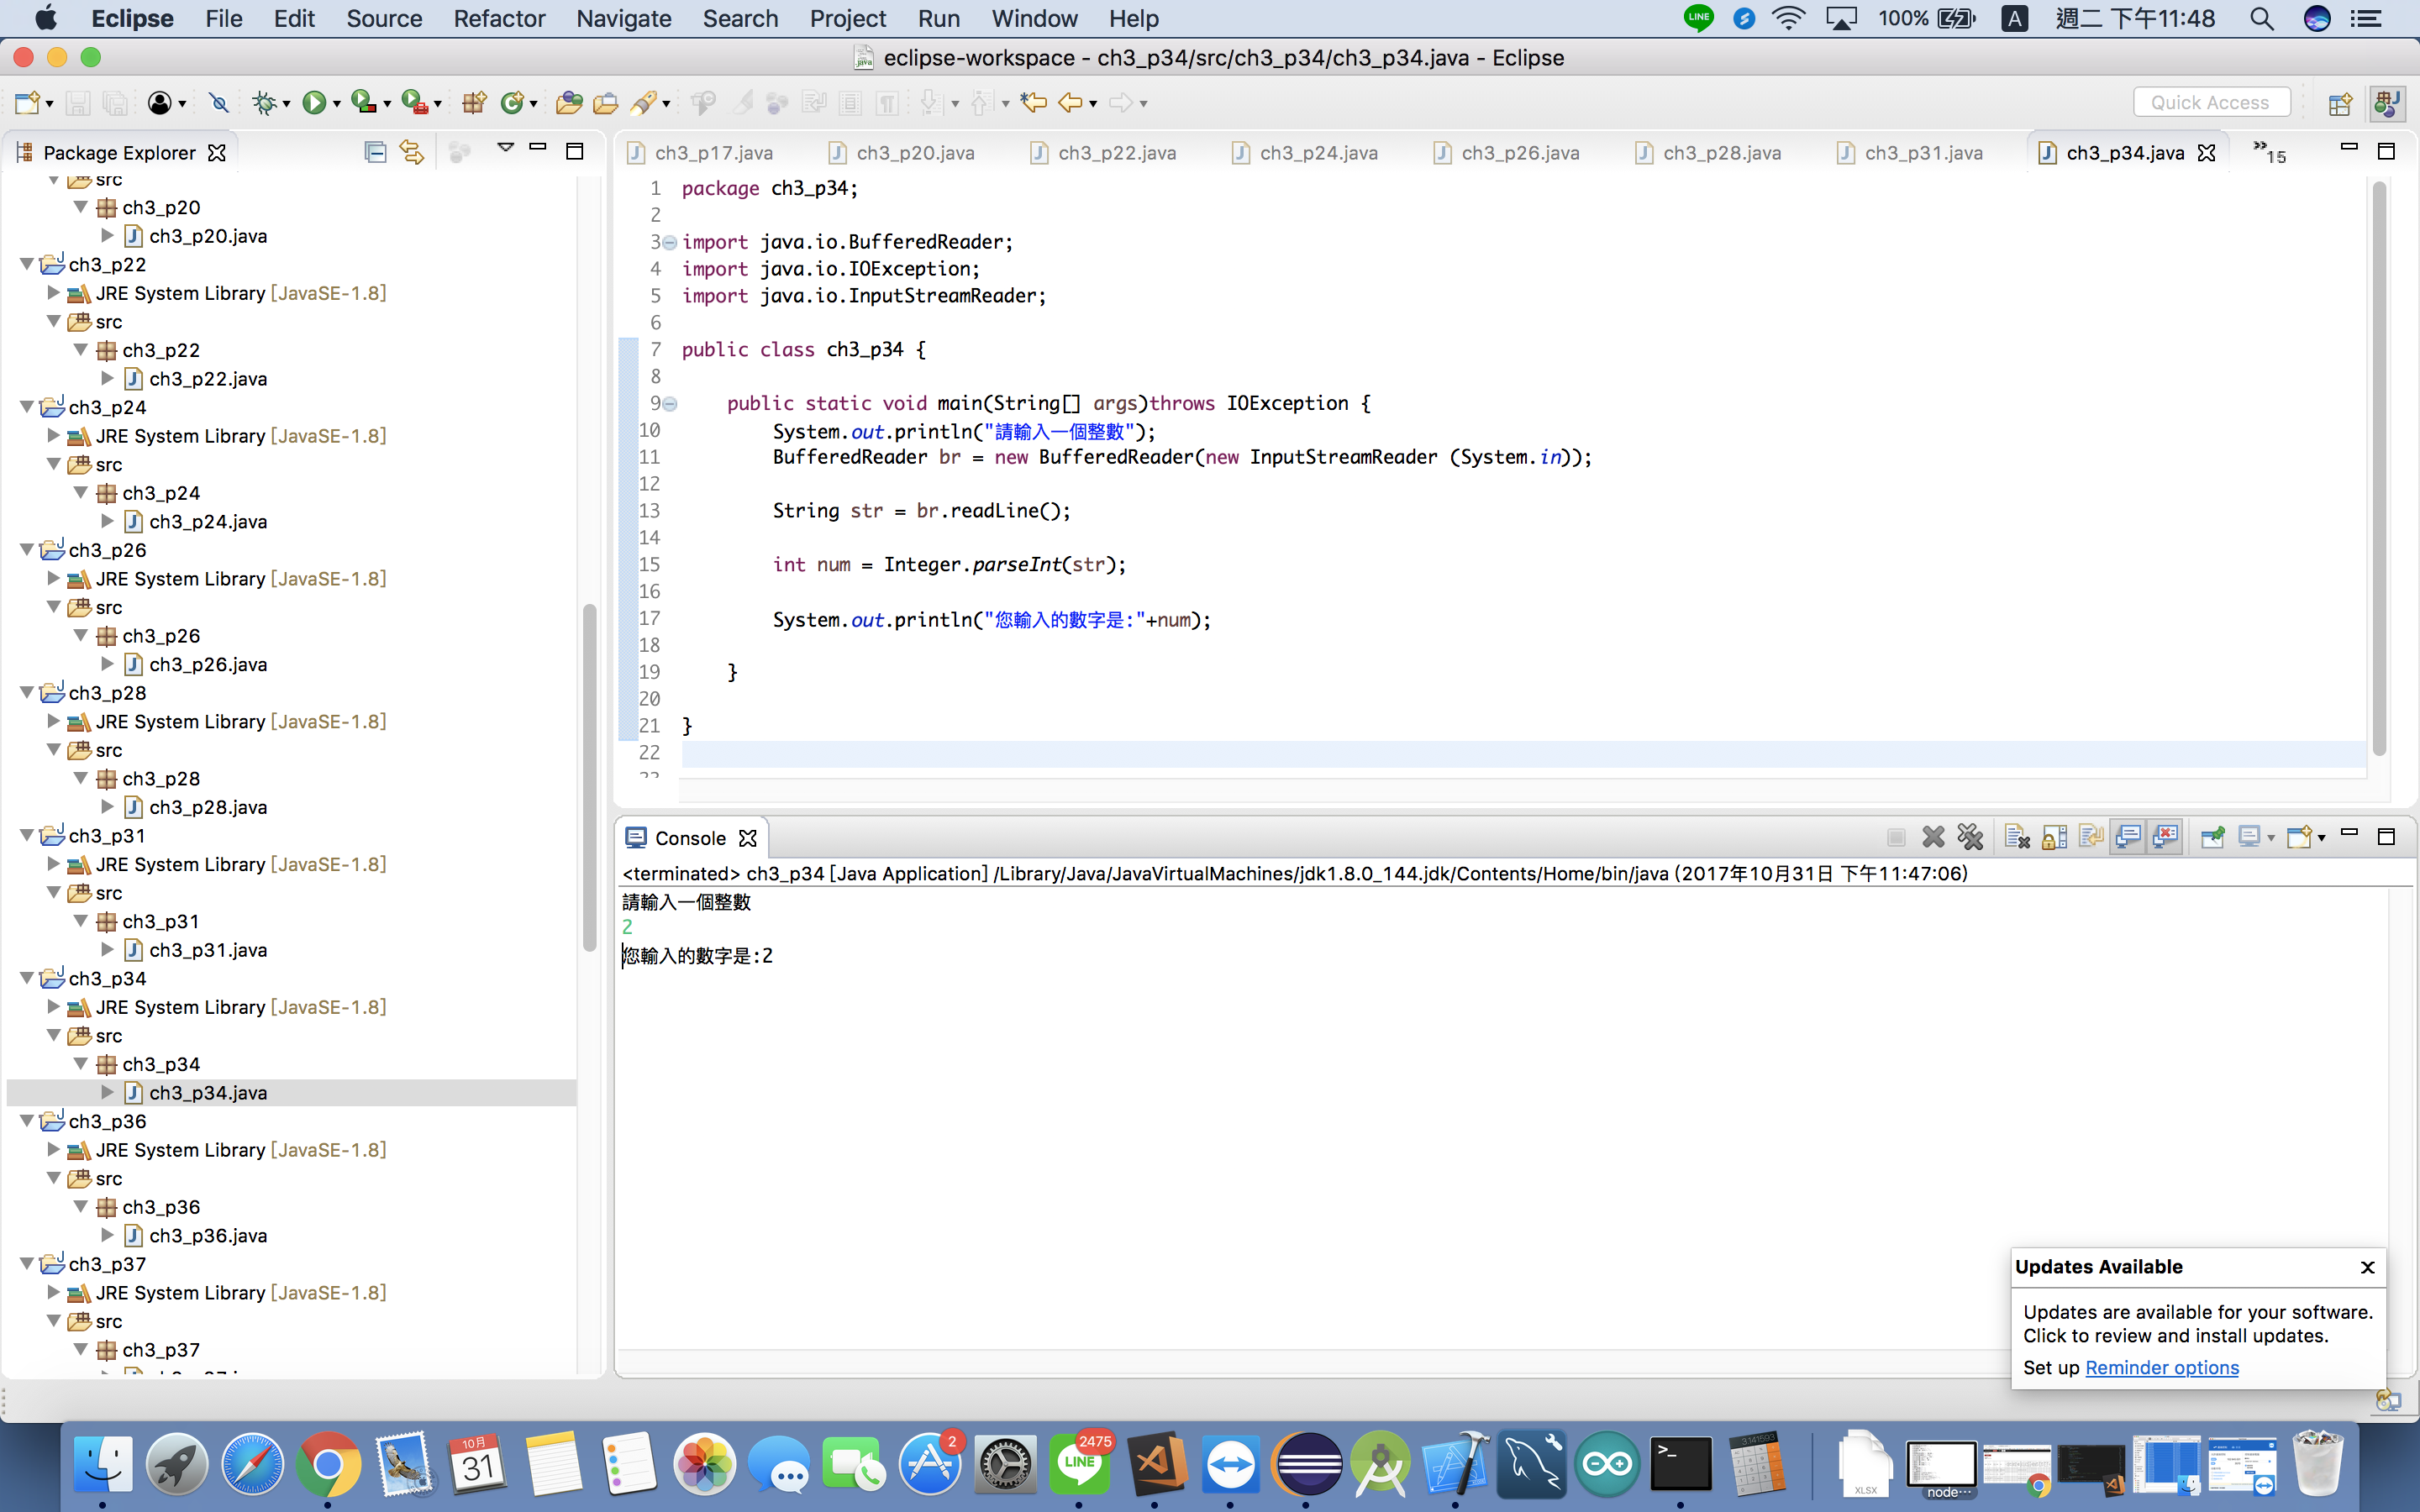 Eclipse File Edit Source Refactor Navigate Search Project Run Window Help LINE 100% A 週二 下午11:48
eclipse-workspace - ch3_p34/src/ch3_p34/ch3_p34.java - Eclipse
Quick Access
Package Explorer
src
ch3_p20
ch3_p20.java
ch3_p22
JRE System Library [JavaSE-1.8]
src
ch3_p22
ch3_p22.java
ch3_p24
JRE System Library [JavaSE-1.8]
src
ch3_p24
ch3_p24.java
ch3_p26
JRE System Library [JavaSE-1.8]
src
ch3_p26
ch3_p26.java
ch3_p28
JRE System Library [JavaSE-1.8]
src
ch3_p28
ch3_p28.java
ch3_p31
JRE System Library [JavaSE-1.8]
src
ch3_p31
ch3_p31.java
ch3_p34
JRE System Library [JavaSE-1.8]
src
ch3_p34
ch3_p34.java
ch3_p36
JRE System Library [JavaSE-1.8]
src
ch3_p36
ch3_p36.java
ch3_p37
JRE System Library [JavaSE-1.8]
src
ch3_p37
ch3_p17.java ch3_p20.java ch3_p22.java ch3_p24.java ch3_p26.java ch3_p28.java ch3_p31.java ch3_p34.java »15
1 package ch3_p34;
2
3 import java.io.BufferedReader;
4 import java.io.IOException;
5 import java.io.InputStreamReader;
6
7 public class ch3_p34 {
8
9 public static void main(String[] args)throws IOException {
10 System.out.println("請輸入一個整數");
11 BufferedReader br = new BufferedReader(new InputStreamReader (System.in));
12
13 String str = br.readLine();
14
15 int num = Integer.parseInt(str);
16
17 System.out.println("您輸入的數字是:"+num);
18
19 }
20
21 }
22
Console
<terminated> ch3_p34 [Java Application] /Library/Java/JavaVirtualMachines/jdk1.8.0_144.jdk/Contents/Home/bin/java (2017年10月31日 下午11:47:06)
請輸入一個整數
2
您輸入的數字是:2
Updates Available
Updates are available for your software.
Click to review and install updates.
Set up Reminder options
10月
31
2
2475
LINE
>_
3.141593
XLSX
node...